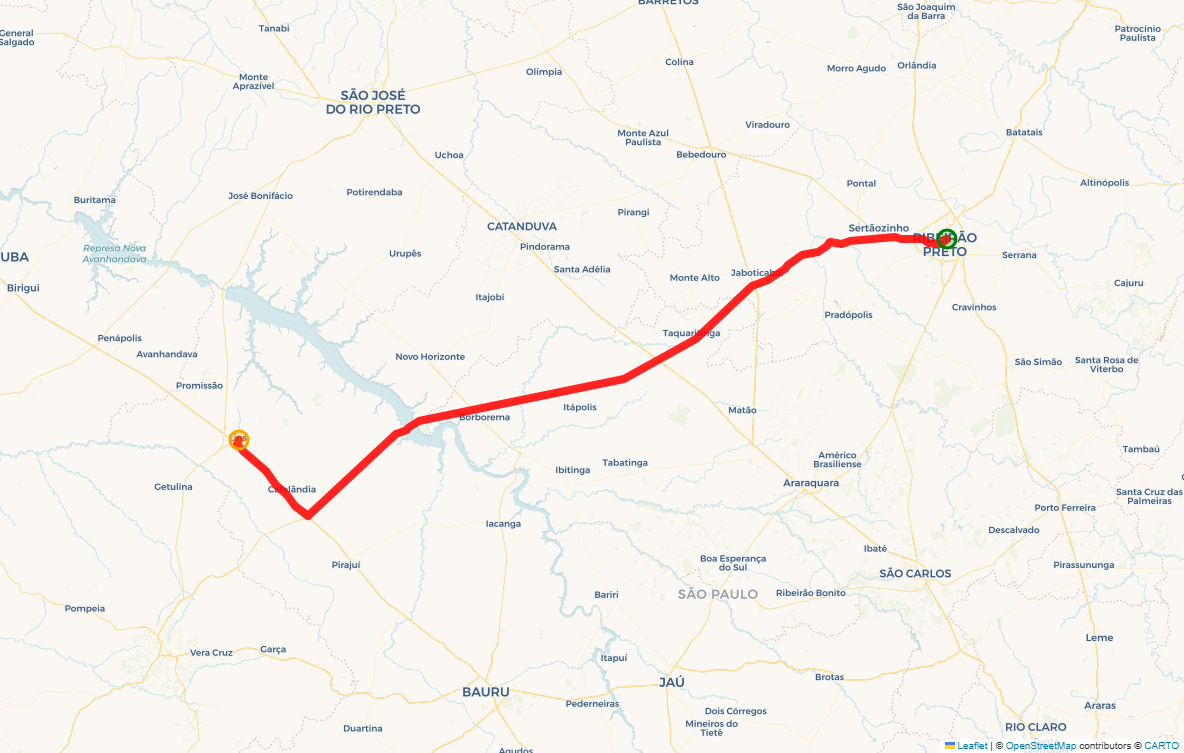 BARRETOS
São Joaquim
da Barra
General
Salgado
Tanabi
Patrocínio
Paulista
Colina
Orlândia
Morro Agudo
Olímpia
Monte
Aprazível
SÃO JOSÉ
DO RIO PRETO
Viradouro
Monte Azul
Paulista
Batatais
Uchoa
Bebedouro
Pontal
Altinópolis
José Bonifácio
Potirendaba
Buritama
Pirangi
CATANDUVA
Sertãozinho
RIBEIRÃO
PRETO
Represa Nova
Avanhandava
Pindorama
Urupês
Serrana
UBA
Santa Adélia
Jaboticabal
Monte Alto
Birigui
Cajuru
Itajobi
Cravinhos
Pradópolis
Penápolis
Taquaritinga
Avanhandava
Novo Horizonte
São Simão
Santa Rosa de
Viterbo
Promissão
Itápolis
Matão
Borborema
Lins
Tambaú
Américo
Brasiliense
Tabatinga
Ibitinga
Getulina
Cafelândia
Araraquara
Santa Cruz das
Palmeiras
Porto Ferreira
Iacanga
Descalvado
Ibaté
Boa Esperança
do Sul
Pirajuí
Pirassununga
SÃO CARLOS
Bariri
SÃO PAULO
Ribeirão Bonito
Pompeia
Leme
Vera Cruz
Garça
Itapuí
Brotas
JAÚ
BAURU
Pederneiras
Araras
Dois Córregos
Mineiros do
Tietê
Duartina
RIO CLARO
Agudos
Leaflet | © OpenStreetMap contributors © CARTO